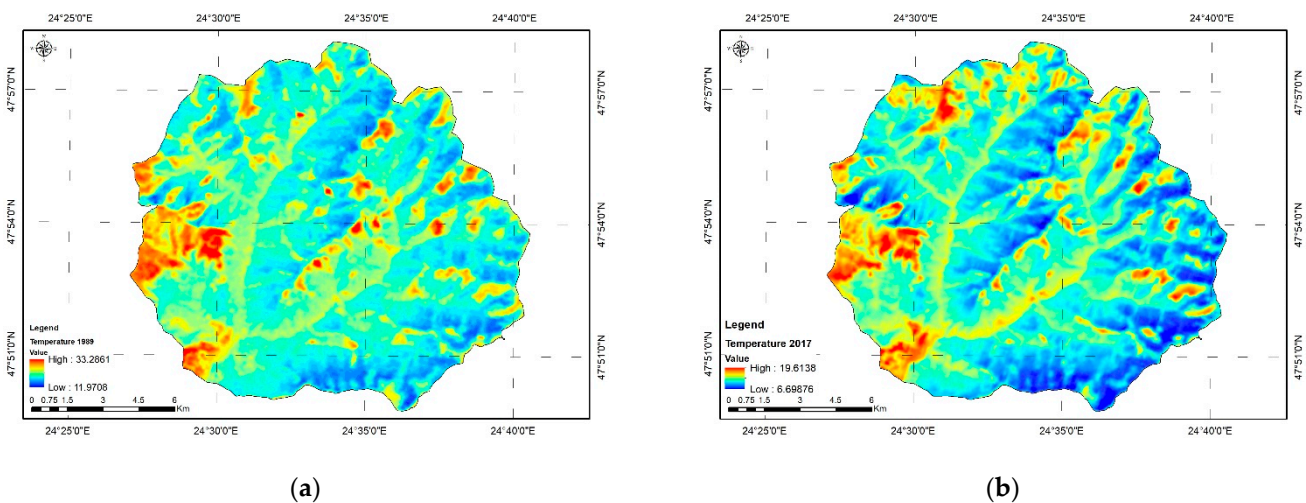 24°25'0"E 24°30'0"E 24°35'0"E 24°40'0"E
47°57'0"N 47°57'0"N
47°54'0"N 47°54'0"N
47°51'0"N 47°51'0"N
Legend
Temperature 1989
Value
High : 33.2661
Low : 11.9708
0 0.75 1.5 3 4.5 6
Km
24°25'0"E 24°30'0"E 24°35'0"E 24°40'0"E
(a)
24°25'0"E 24°30'0"E 24°35'0"E 24°40'0"E
47°57'0"N 47°57'0"N
47°54'0"N 47°54'0"N
47°51'0"N 47°51'0"N
Legend
Temperature 2017
Value
High : 19.6138
Low : 6.69876
0 0.75 1.5 3 4.5 6
Km
24°25'0"E 24°30'0"E 24°35'0"E 24°40'0"E
(b)